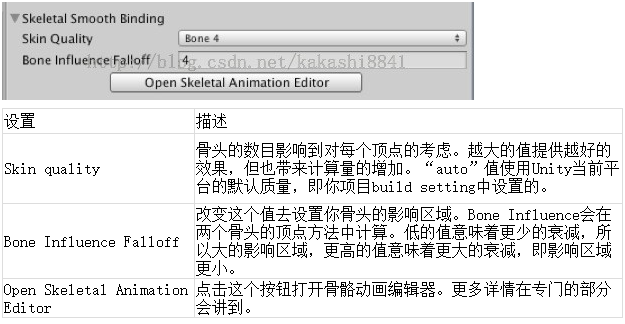 Skeletal Smooth Binding
Skin Quality
Bone 4
Bone Influence Falloff
4
http://blog.csdn.net/kakashi8841
Open Skeletal Animation Editor
设置
描述
Skin quality
骨头的数目影响到对每个顶点的考虑。越大的值提供越好的
效果，但也带来计算量的增加。“auto”值使用Unity当前平
台的默认质量，即你项目build setting中设置的。
Bone Influence Falloff
改变这个值去设置你骨头的影响区域。Bone Influence会在
两个骨头的顶点方法中计算。低的值意味着更少的衰减，所
以大的影响区域，更高的值意味着更大的衰减，即影响区域
更小。
Open Skeletal Animation
Editor
点击这个按钮打开骨骼动画编辑器。更多详情在专门的部分
会讲到。